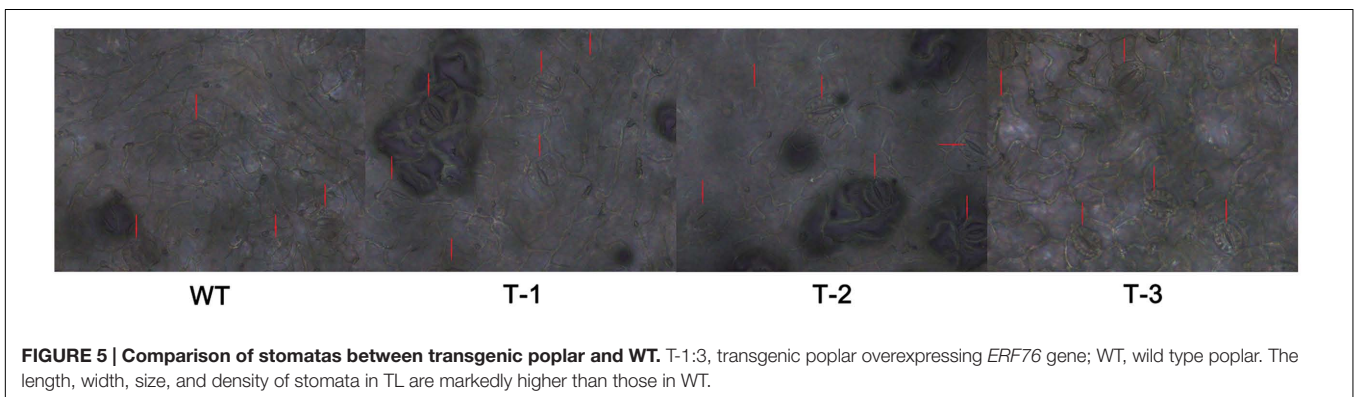 WT
T-1
T-2
T-3
FIGURE 5 | Comparison of stomatas between transgenic poplar and WT. T-1:3, transgenic poplar overexpressing ERF76 gene; WT, wild type poplar. The
length, width, size, and density of stomata in TL are markedly higher than those in WT.